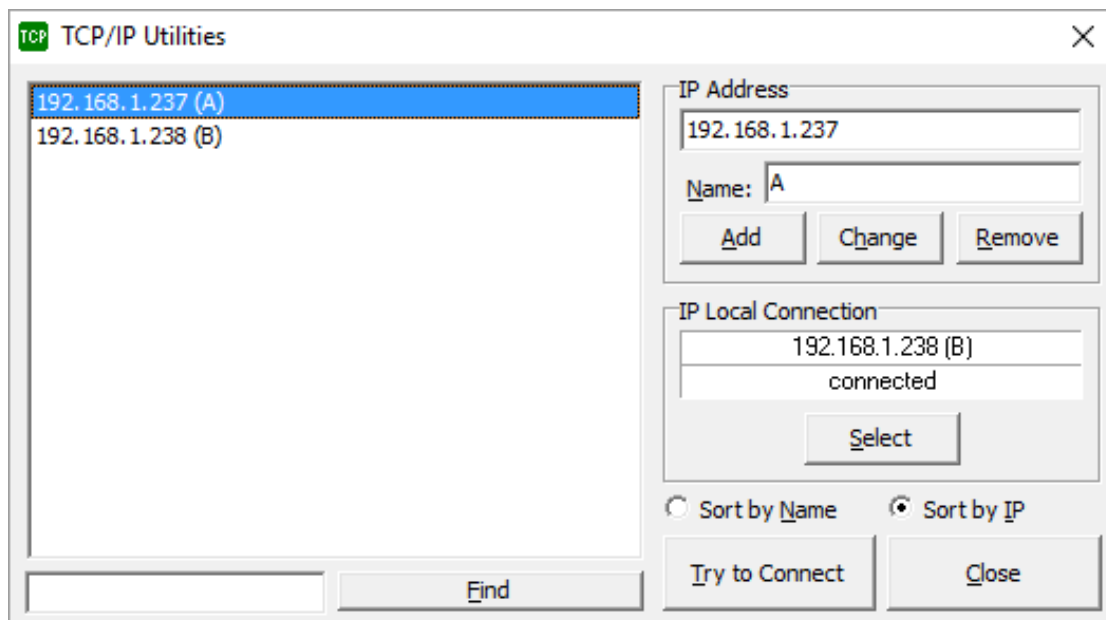 TCP TCP/IP Utilities
192.168.1.237 (A)
192.168.1.238 (B)
Find
IP Address
192.168.1.237
Name: A
Add Change Remove
IP Local Connection
192.168.1.238 (B)
connected
Select
Sort by Name Sort by IP
Try to Connect Close